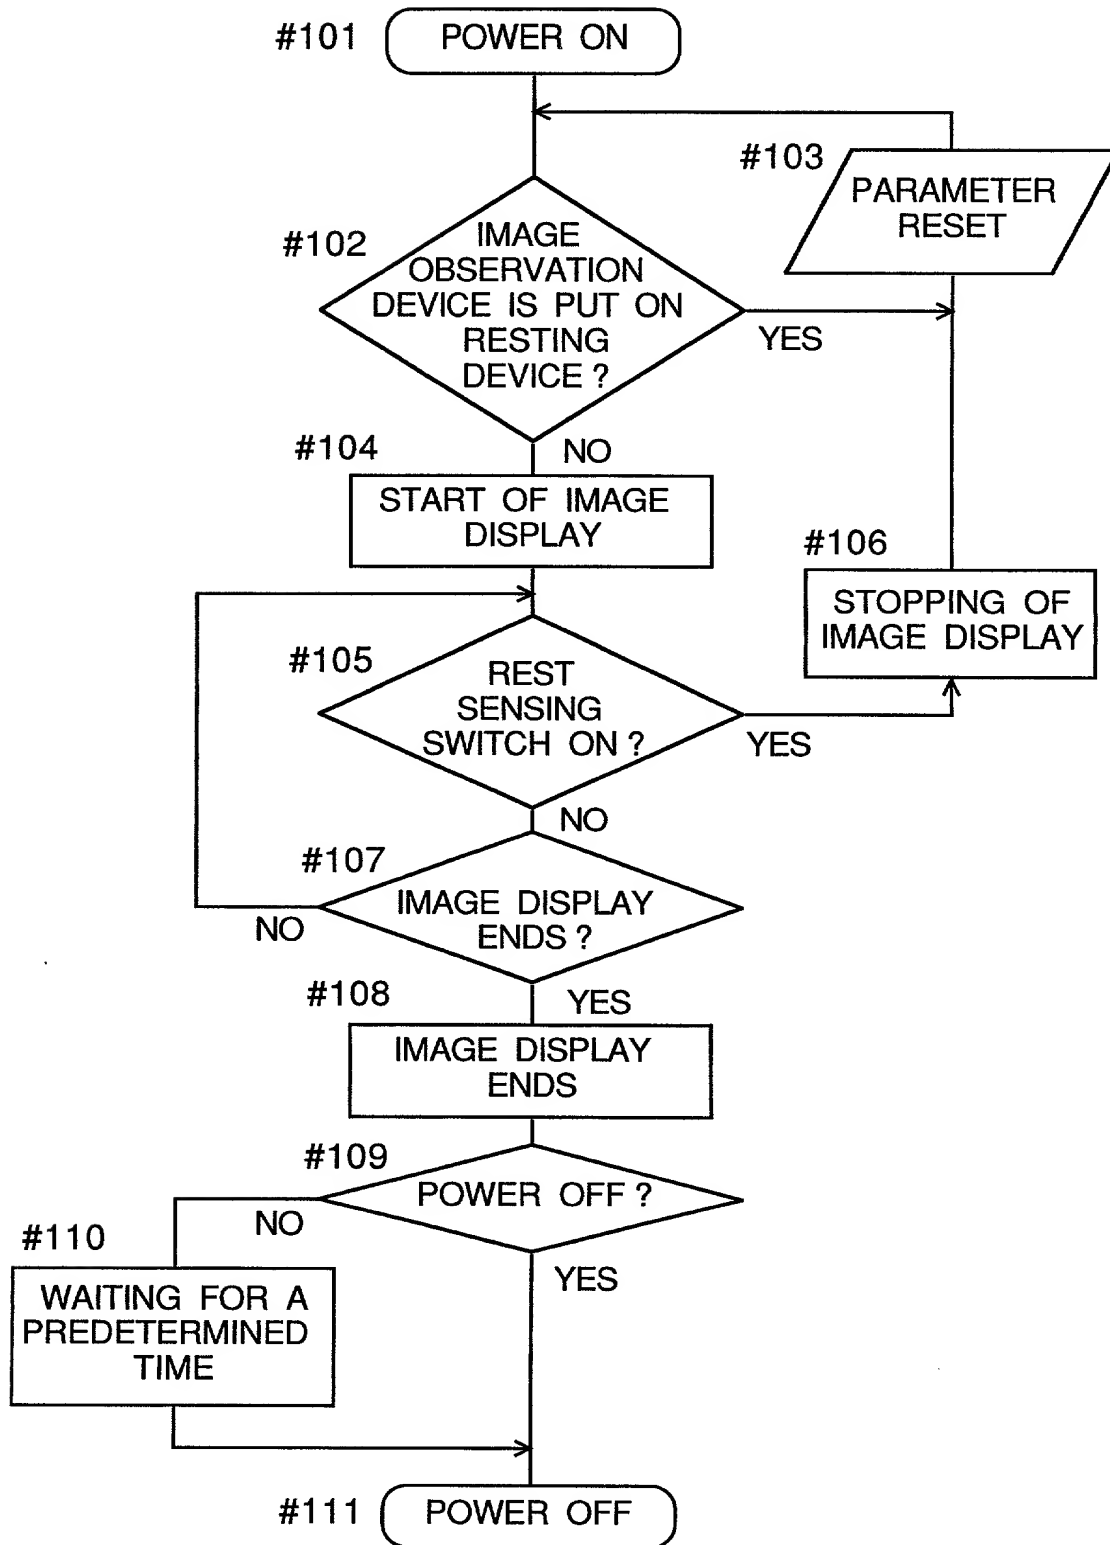 #101
POWER ON
#103
PARAMETER
RESET
#102
IMAGE
OBSERVATION
DEVICE IS PUT ON
RESTING
DEVICE ?
YES
NO
#104
START OF IMAGE
DISPLAY
#106
STOPPING OF
IMAGE DISPLAY
#105
REST
SENSING
SWITCH ON ?
YES
NO
#107
IMAGE DISPLAY
ENDS ?
NO
YES
#108
IMAGE DISPLAY
ENDS
#109
POWER OFF ?
NO
YES
#110
WAITING FOR A
PREDETERMINED
TIME
#111
POWER OFF